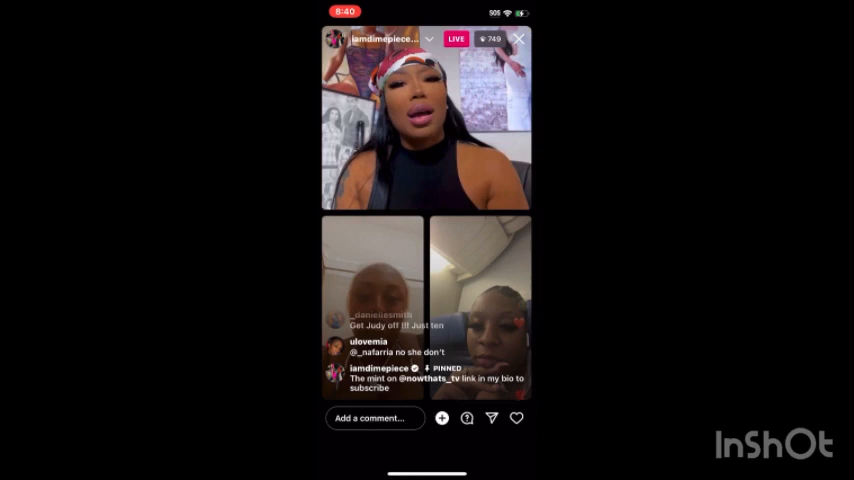 8:40
SOS
iamdimepiece...
LIVE
749
_daniellesmith
Get Judy off !!! Just ten
ulovemia
@_nafarria no she don't
iamdimepiece PINNED
The mint on @nowthats_tv link in my bio to
subscribe
Add a comment...
InShOt